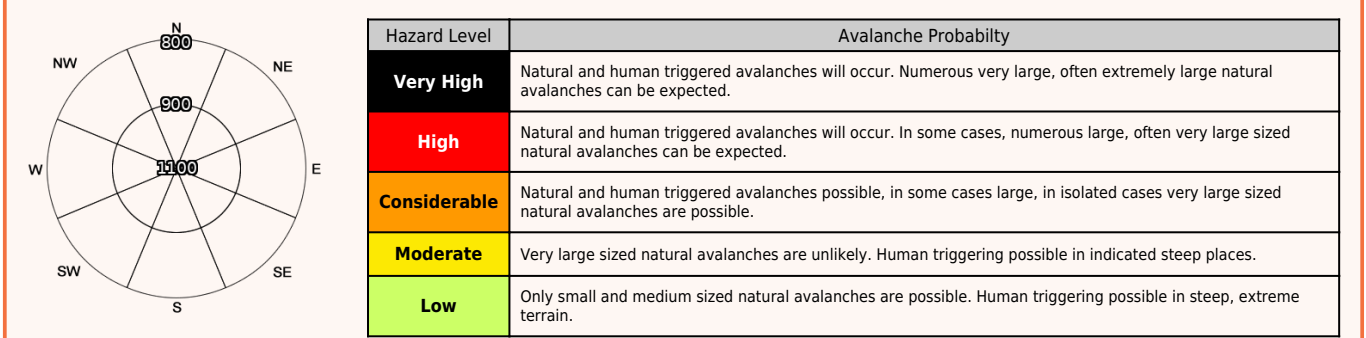 N
800
NW
NE
900
W
1100
E
SW
SE
S
Hazard Level Avalanche Probabilty
Very High
Natural and human triggered avalanches will occur. Numerous very large, often extremely large natural
avalanches can be expected.
High
Natural and human triggered avalanches will occur. In some cases, numerous large, often very large sized
natural avalanches can be expected.
Considerable
Natural and human triggered avalanches possible, in some cases large, in isolated cases very large sized
natural avalanches are possible.
Moderate
Very large sized natural avalanches are unlikely. Human triggering possible in indicated steep places.
Low
Only small and medium sized natural avalanches are possible. Human triggering possible in steep, extreme
terrain.